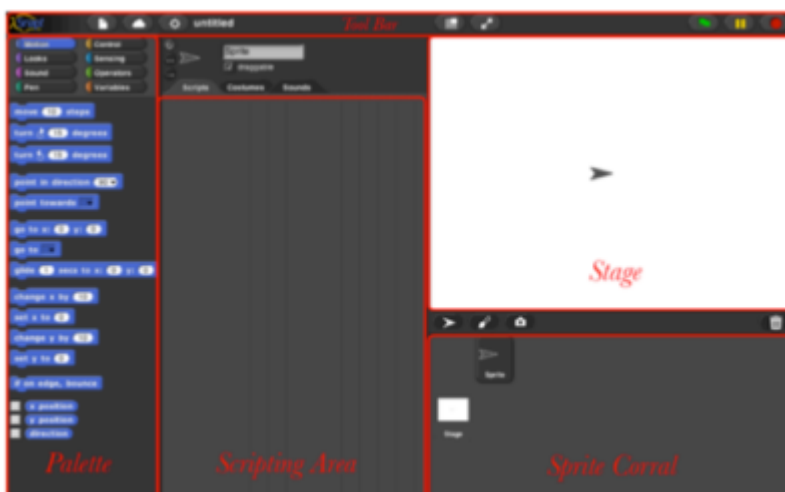 Snap!
untitled
Tool Bar
Motion
Control
Looks
Sensing
Sound
Operators
Pen
Variables
Sprite
draggable
Scripts
Costumes
Sounds
move 10 steps
turn 15 degrees
turn 15 degrees
point in direction 90
point towards
go to x: 0 y: 0
go to
glide 1 secs to x: 0 y: 0
change x by 10
set x to 0
change y by 10
set y to 0
if on edge, bounce
x position
y position
direction
Stage
Sprite
Stage
Palette
Scripting Area
Sprite Corral